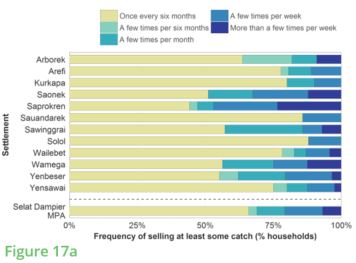 Once every six months
A few times per week
A few times per six months
More than a few times per week
A few times per month
Settlement
Arborek
Arefi
Kurkapa
Saonek
Saprokren
Sauandarek
Sawinggrai
Solol
Wailebet
Wamega
Yenbeser
Yensawai
Selat Dampier
MPA
0%
25%
50%
75%
100%
Frequency of selling at least some catch (% households)
Figure 17a